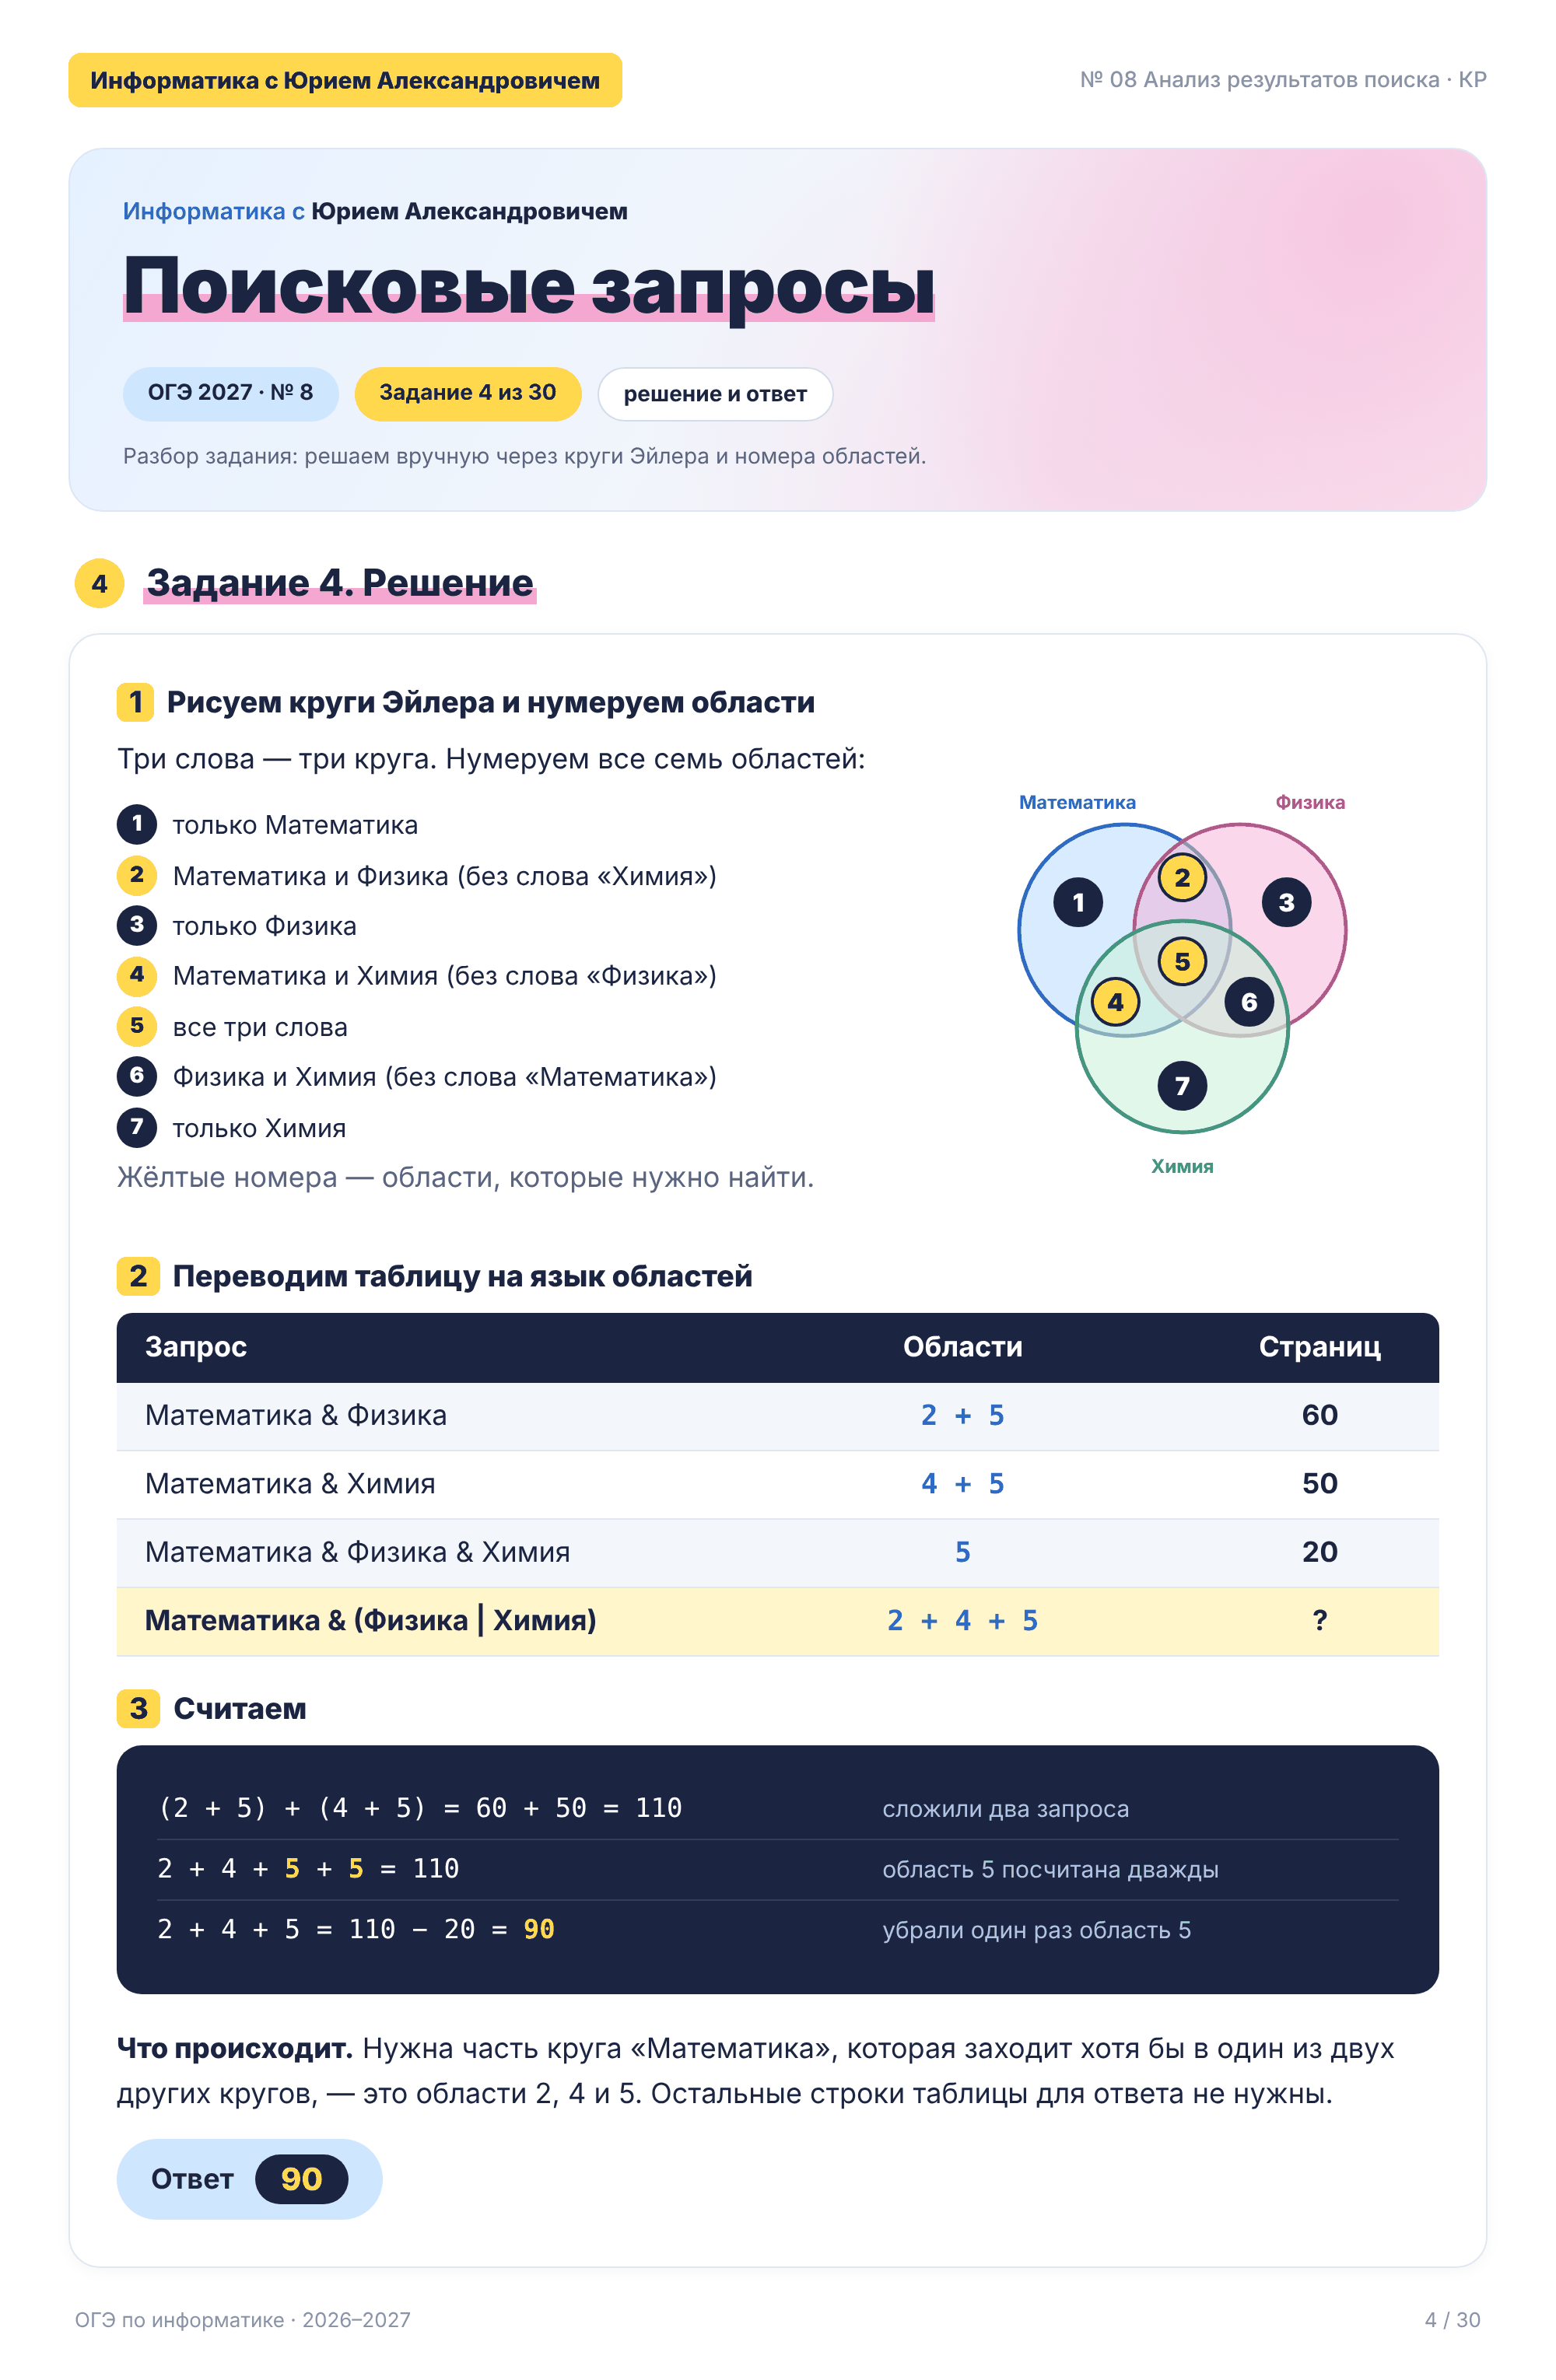 Информатика с Юрием Александровичем
№ 08 Анализ результатов поиска · КР
Информатика с Юрием Александровичем
Поисковые запросы
ОГЭ 2027 · № 8
Задание 4 из 30
решение и ответ
Разбор задания: решаем вручную через круги Эйлера и номера областей.
4 Задание 4. Решение
1 Рисуем круги Эйлера и нумеруем области
Три слова — три круга. Нумеруем все семь областей:
1 только Математика
2 Математика и Физика (без слова «Химия»)
3 только Физика
4 Математика и Химия (без слова «Физика»)
5 все три слова
6 Физика и Химия (без слова «Математика»)
7 только Химия
Жёлтые номера — области, которые нужно найти.
Математика Физика
2
1 3
5
4 6
7
Химия
2 Переводим таблицу на язык областей
Запрос Области Страниц
Математика & Физика 2 + 5 60
Математика & Химия 4 + 5 50
Математика & Физика & Химия 5 20
Математика & (Физика | Химия) 2 + 4 + 5 ?
3 Считаем
(2 + 5) + (4 + 5) = 60 + 50 = 110 сложили два запроса
2 + 4 + 5 + 5 = 110 область 5 посчитана дважды
2 + 4 + 5 = 110 − 20 = 90 убрали один раз область 5
Что происходит. Нужна часть круга «Математика», которая заходит хотя бы в один из двух
других кругов, — это области 2, 4 и 5. Остальные строки таблицы для ответа не нужны.
Ответ 90
ОГЭ по информатике · 2026–2027
4 / 30